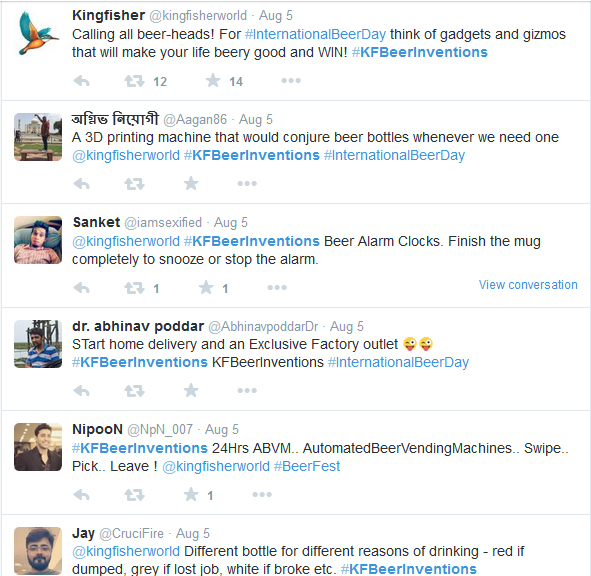 Kingfisher @kingfisherworld · Aug 5
Calling all beer-heads! For #InternationalBeerDay think of gadgets and gizmos
that will make your life beery good and WIN! #KFBeerInventions
12 14
অগ্নিভ নিয়োগী @Aagan86 · Aug 5
A 3D printing machine that would conjure beer bottles whenever we need one
@kingfisherworld #KFBeerInventions #InternationalBeerDay
Sanket @iamsexified · Aug 5
@kingfisherworld #KFBeerInventions Beer Alarm Clocks. Finish the mug
completely to snooze or stop the alarm.
1 1 View conversation
dr. abhinav poddar @AbhinavpoddarDr · Aug 5
STart home delivery and an Exclusive Factory outlet 😜😜
#KFBeerInventions KFBeerInventions #InternationalBeerDay
NipooN @NpN_007 · Aug 5
#KFBeerInventions 24Hrs ABVM.. AutomatedBeerVendingMachines.. Swipe..
Pick.. Leave ! @kingfisherworld #BeerFest
1
Jay @CruciFire · Aug 5
@kingfisherworld Different bottle for different reasons of drinking - red if
dumped, grey if lost job, white if broke etc. #KFBeerInventions